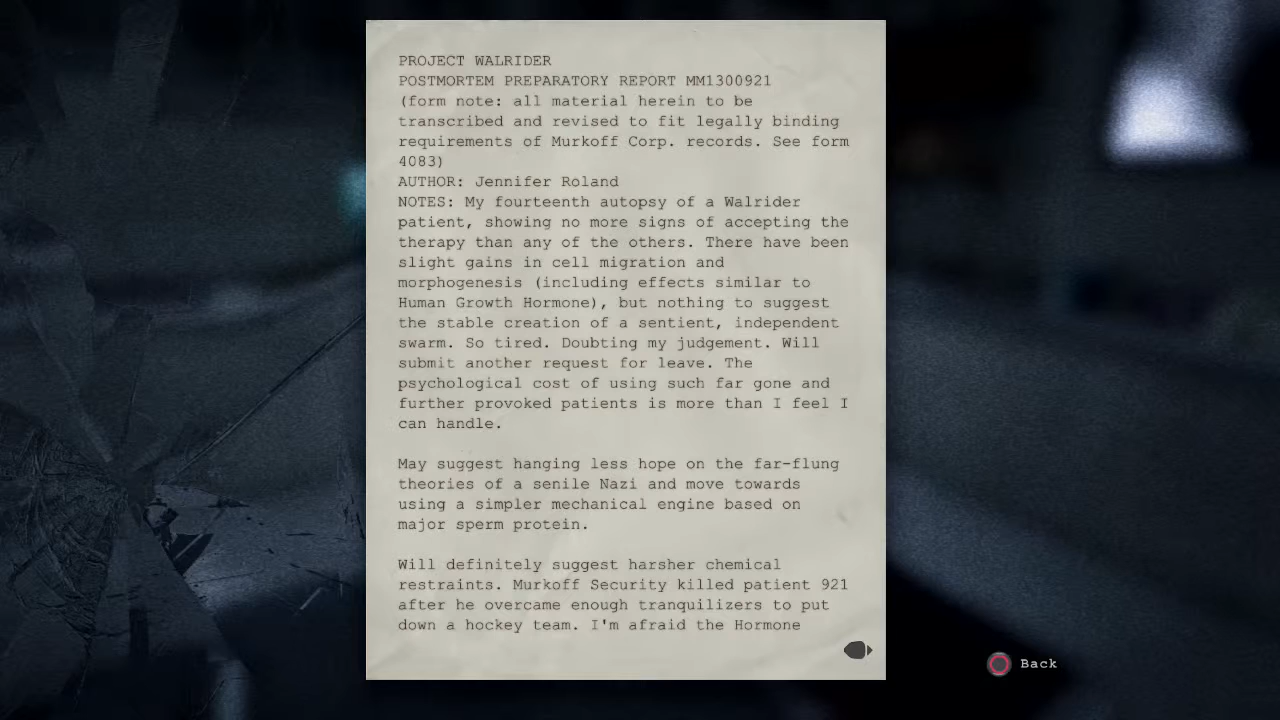 PROJECT WALRIDER
POSTMORTEM PREPARATORY REPORT MM1300921
(form note: all material herein to be
transcribed and revised to fit legally binding
requirements of Murkoff Corp. records. See form
4083)
AUTHOR: Jennifer Roland
NOTES: My fourteenth autopsy of a Walrider
patient, showing no more signs of accepting the
therapy than any of the others. There have been
slight gains in cell migration and
morphogenesis (including effects similar to
Human Growth Hormone), but nothing to suggest
the stable creation of a sentient, independent
swarm. So tired. Doubting my judgement. Will
submit another request for leave. The
psychological cost of using such far gone and
further provoked patients is more than I feel I
can handle.

May suggest hanging less hope on the far-flung
theories of a senile Nazi and move towards
using a simpler mechanical engine based on
major sperm protein.

Will definitely suggest harsher chemical
restraints. Murkoff Security killed patient 921
after he overcame enough tranquilizers to put
down a hockey team. I'm afraid the Hormone
Back